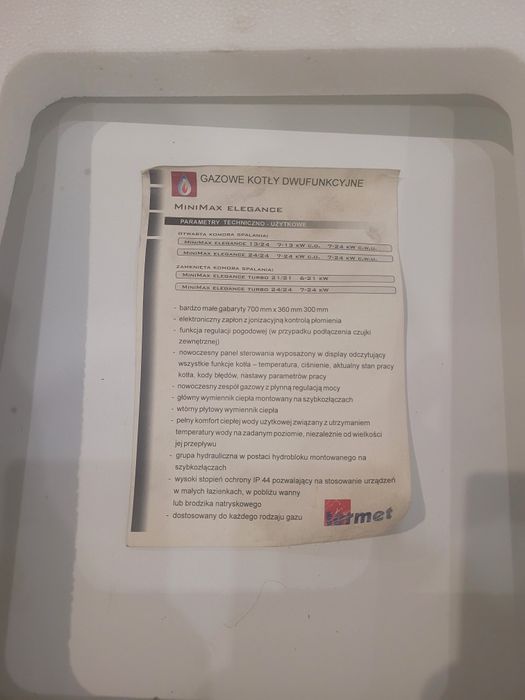 GAZOWE KOTŁY DWUFUNKCYJNE
MINIMAX ELEGANCE
PARAMETRY TECHNICZNO - UŻYTKOWE
OTWARTA KOMORA SPALANIA:
MINIMAX ELEGANCE 13/24 7-13 KW C.O. 7-24 KW C.W.U.
MINIMAX ELEGANCE 24/24 7-24 KW C.O. 7-24 KW C.W.U.
ZAMKNIĘTA KOMORA SPALANIA:
MINIMAX ELEGANCE TURBO 21/21 6-21 KW
MINIMAX ELEGANCE TURBO 24/24 7-24 KW
- bardzo małe gabaryty 700 mm x 360 mm 300 mm
- elektroniczny zapłon z jonizacyjną kontrolą płomienia
- funkcja regulacji pogodowej (w przypadku podłączenia czujki
zewnętrznej)
- nowoczesny panel sterowania wyposażony w display odczytujący
wszystkie funkcje kotła – temperatura, ciśnienie, aktualny stan pracy
kotła, kody błędów, nastawy parametrów pracy
- nowoczesny zespół gazowy z płynną regulacją mocy
- główny wymiennik ciepła montowany na szybkozłączach
- wtórny płytowy wymiennik ciepła
- pełny komfort ciepłej wody użytkowej związany z utrzymaniem
temperatury wody na zadanym poziomie, niezależnie od wielkości
jej przepływu
- grupa hydrauliczna w postaci hydrobloku montowanego na
szybkozłączach
- wysoki stopień ochrony IP 44 pozwalający na stosowanie urządzeń
w małych łazienkach, w pobliżu wanny
lub brodzika natryskowego
- dostosowany do każdego rodzaju gazu
termet